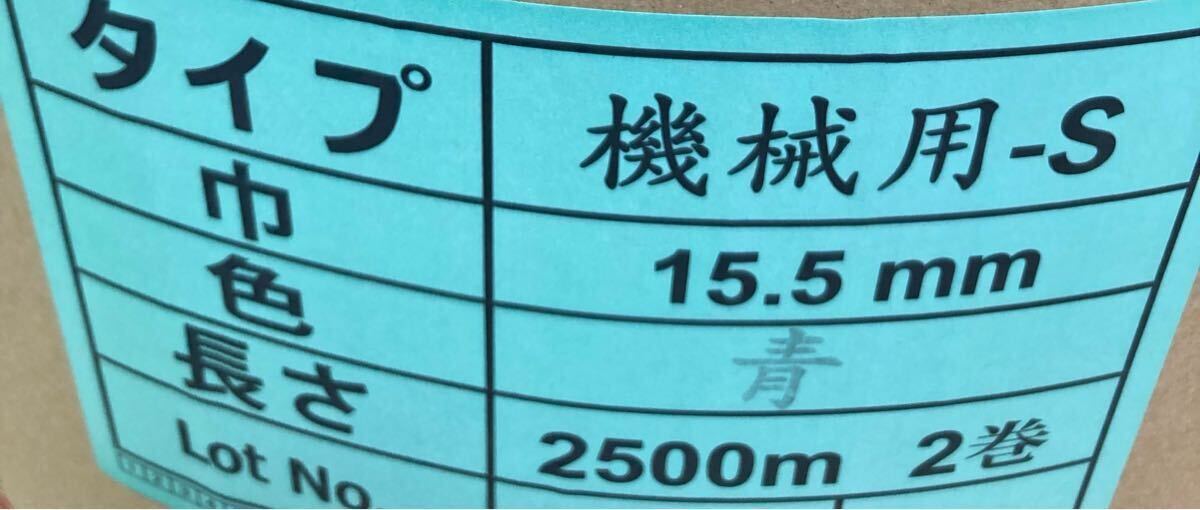 タイプ 機械用-S
巾 15.5 mm
色 青
長さ 2500m 2巻
Lot No.